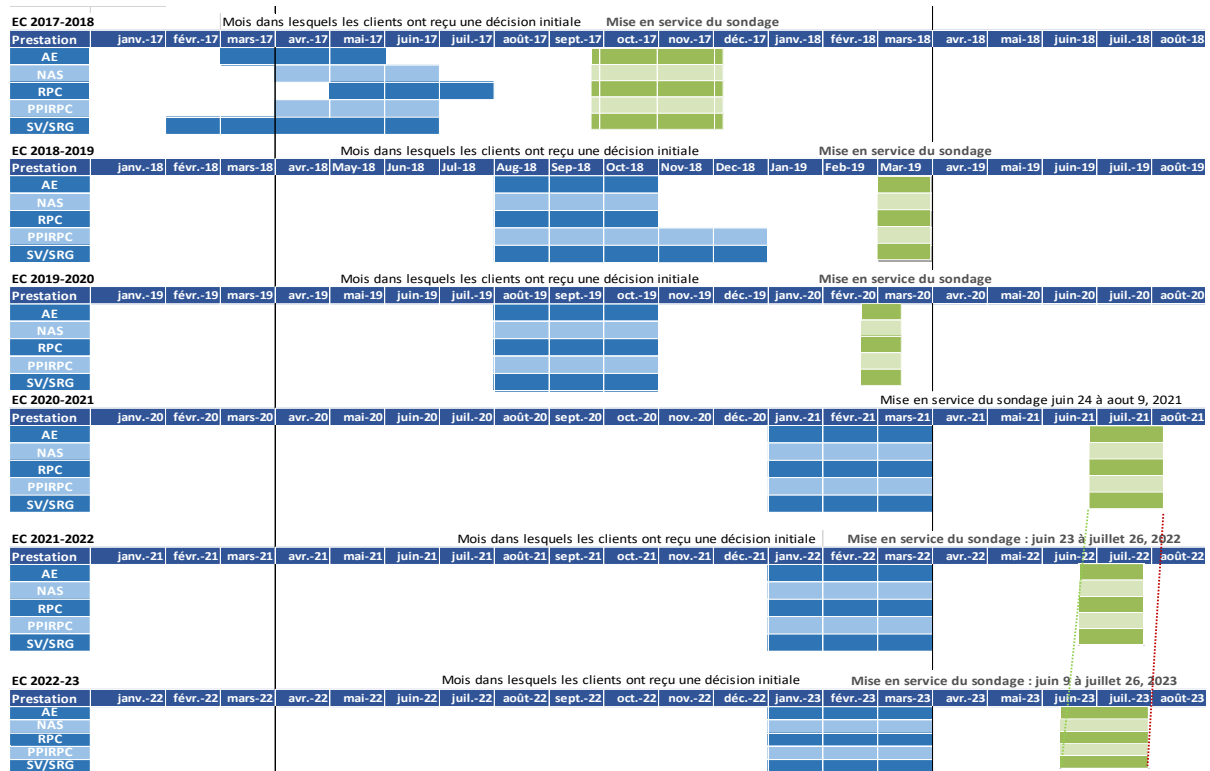 EC 2017-2018 Mois dans lesquels les clients ont reçu une décision initiale Mise en service du sondage
Prestation janv.-17 févr.-17 mars-17 avr.-17 mai-17 juin-17 juil.-17 août-17 sept.-17 oct.-17 nov.-17 déc.-17 janv.-18 févr.-18 mars-18 avr.-18 mai-18 juin-18 juil.-18 août-18
AE
NAS
RPC
PPIRPC
SV/SRG
EC 2018-2019 Mois dans lesquels les clients ont reçu une décision initiale Mise en service du sondage
Prestation janv.-18 févr.-18 mars-18 avr.-18 May-18 Jun-18 Jul-18 Aug-18 Sep-18 Oct-18 Nov-18 Dec-18 Jan-19 Feb-19 Mar-19 avr.-19 mai-19 juin-19 juil.-19 août-19
AE
NAS
RPC
PPIRPC
SV/SRG
EC 2019-2020 Mois dans lesquels les clients ont reçu une décision initiale Mise en service du sondage
Prestation janv.-19 févr.-19 mars-19 avr.-19 mai-19 juin-19 juil.-19 août-19 sept.-19 oct.-19 nov.-19 déc.-19 janv.-20 févr.-20 mars-20 avr.-20 mai-20 juin-20 juil.-20 août-20
AE
NAS
RPC
PPIRPC
SV/SRG
EC 2020-2021 Mise en service du sondage juin 24 à aout 9, 2021
Prestation janv.-20 févr.-20 mars-20 avr.-20 mai-20 juin-20 juil.-20 août-20 sept.-20 oct.-20 nov.-20 déc.-20 janv.-21 févr.-21 mars-21 avr.-21 mai-21 juin-21 juil.-21 août-21
AE
NAS
RPC
PPIRPC
SV/SRG
EC 2021-2022 Mois dans lesquels les clients ont reçu une décision initiale Mise en service du sondage : juin 23 à juillet 26, 2022
Prestation janv.-21 févr.-21 mars-21 avr.-21 mai-21 juin-21 juil.-21 août-21 sept.-21 oct.-21 nov.-21 déc.-21 janv.-22 févr.-22 mars-22 avr.-22 mai-22 juin-22 juil.-22 août-22
AE
NAS
RPC
PPIRPC
SV/SRG
EC 2022-23 Mois dans lesquels les clients ont reçu une décision initiale Mise en service du sondage : juin 9 à juillet 26, 2023
Prestation janv.-22 févr.-22 mars-22 avr.-22 mai-22 juin-22 juil.-22 août-22 sept.-22 oct.-22 nov.-22 déc.-22 janv.-23 févr.-23 mars-23 avr.-23 mai-23 juin-23 juil.-23 août-23
AE
NAS
RPC
PPIRPC
SV/SRG